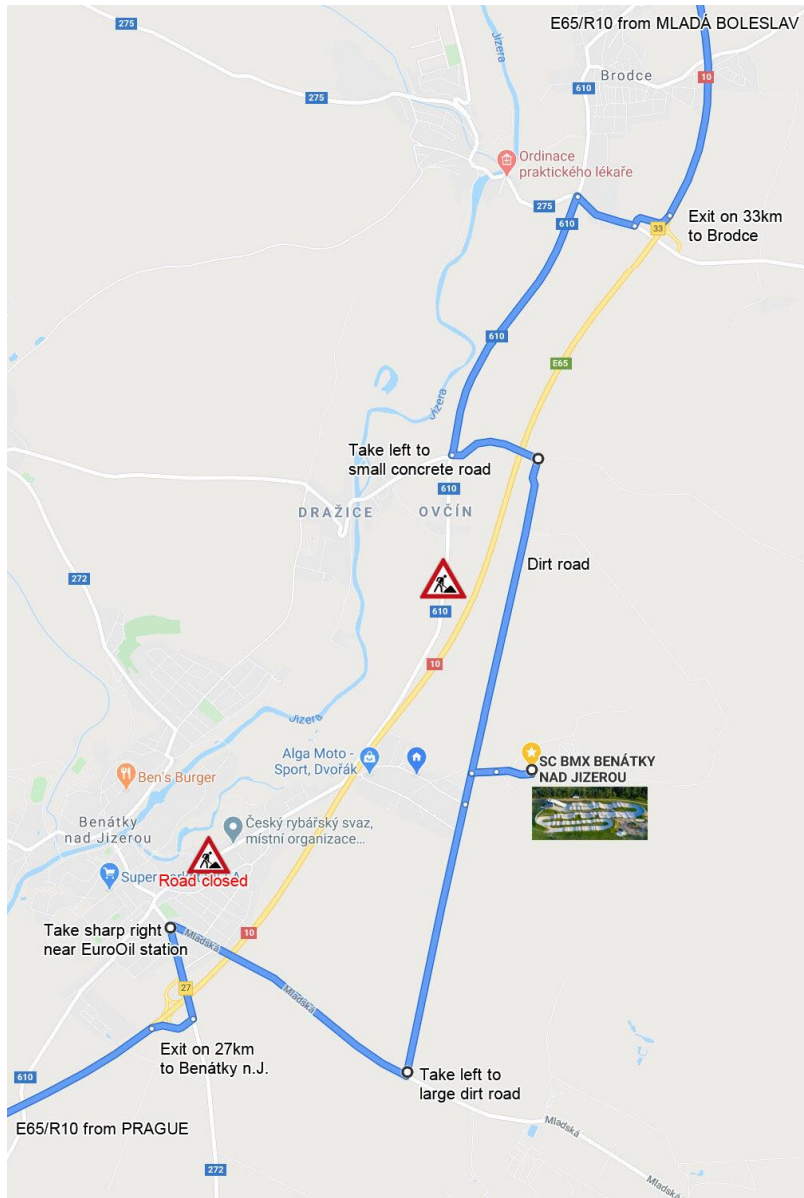 E65/R10 from MLADÁ BOLESLAV
275
Jizera
Brodce
610
10
275
Ordinace
praktického lékaře
275
610
33
Exit on 33km
to Brodce
610
E65
Jizera
Take left to
small concrete road
610
DRAŽICE
OVČÍN
Dirt road
272
610
10
Jizera
Alga Moto -
Sport, Dvořák
SC BMX BENÁTKY
NAD JIZEROU
Ben's Burger
Benátky
nad Jizerou
Český rybářský svaz,
místní organizace...
Road closed
Take sharp right
near EuroOil station
Mladská
10
27
Mladská
Exit on 27km
to Benátky n.J.
Take left to
large dirt road
610
E65/R10 from PRAGUE
Mladská
272
Mladská